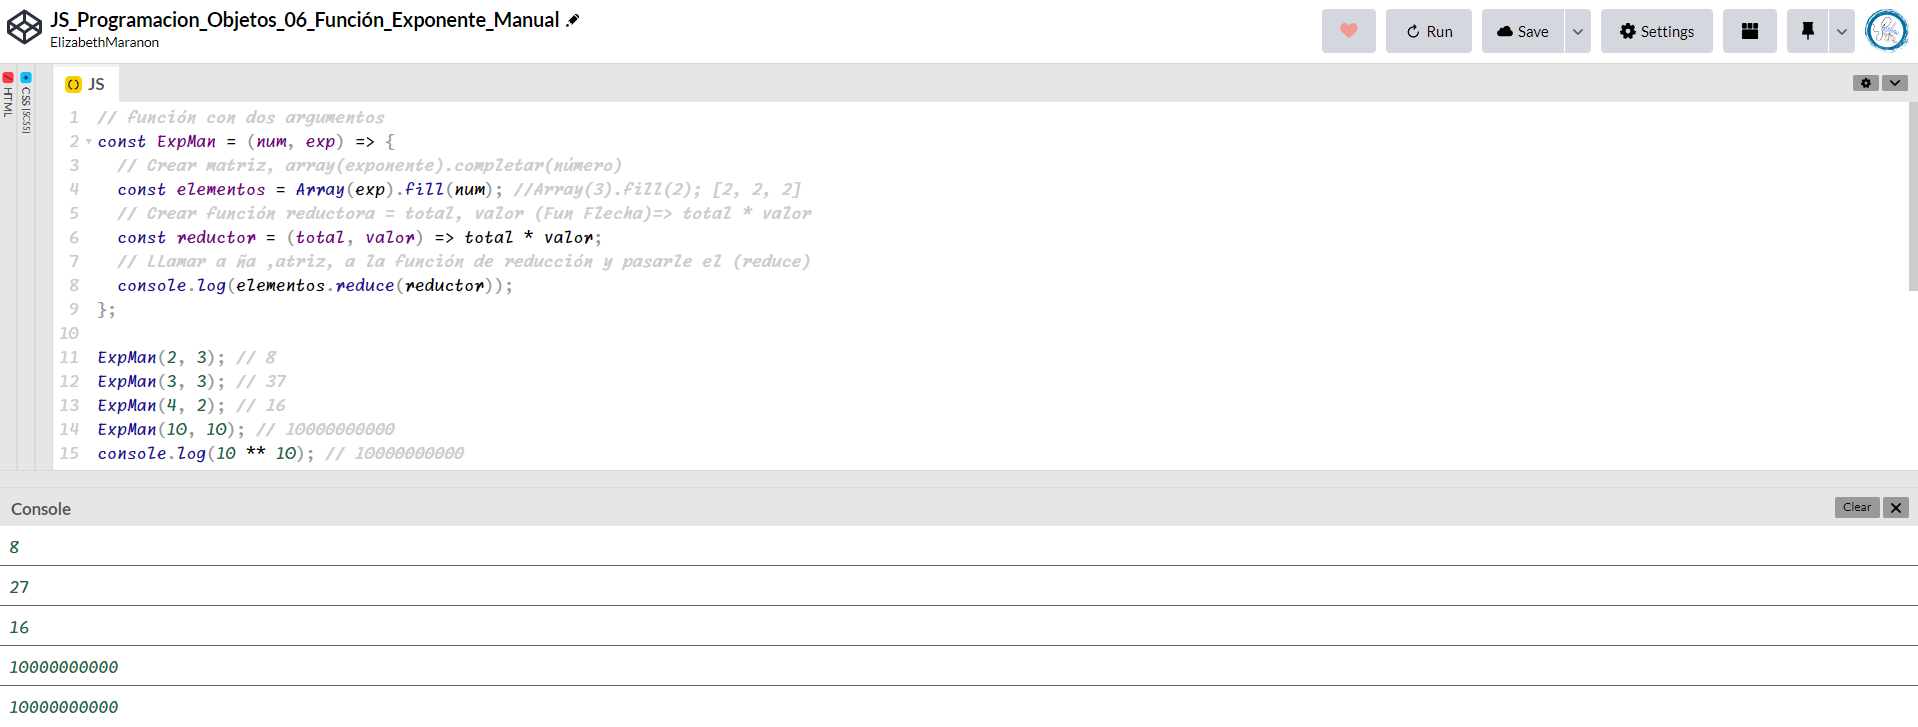 JS_Programacion_Objetos_06_Función_Exponente_Manual
ElizabethMaranon
Run
Save
Settings
HTML
CSS (SCSS)
JS
1 // función con dos argumentos
2 const ExpMan = (num, exp) => {
3 // Crear matriz, array(exponente).completar(número)
4 const elementos = Array(exp).fill(num); //Array(3).fill(2); [2, 2, 2]
5 // Crear función reductora = total, valor (Fun Flecha)=> total * valor
6 const reductor = (total, valor) => total * valor;
7 // LLamar a ña ,atriz, a la función de reducción y pasarle el (reduce)
8 console.log(elementos.reduce(reductor));
9 };
10
11 ExpMan(2, 3); // 8
12 ExpMan(3, 3); // 37
13 ExpMan(4, 2); // 16
14 ExpMan(10, 10); // 10000000000
15 console.log(10 ** 10); // 10000000000
Console
Clear
8
27
16
10000000000
10000000000